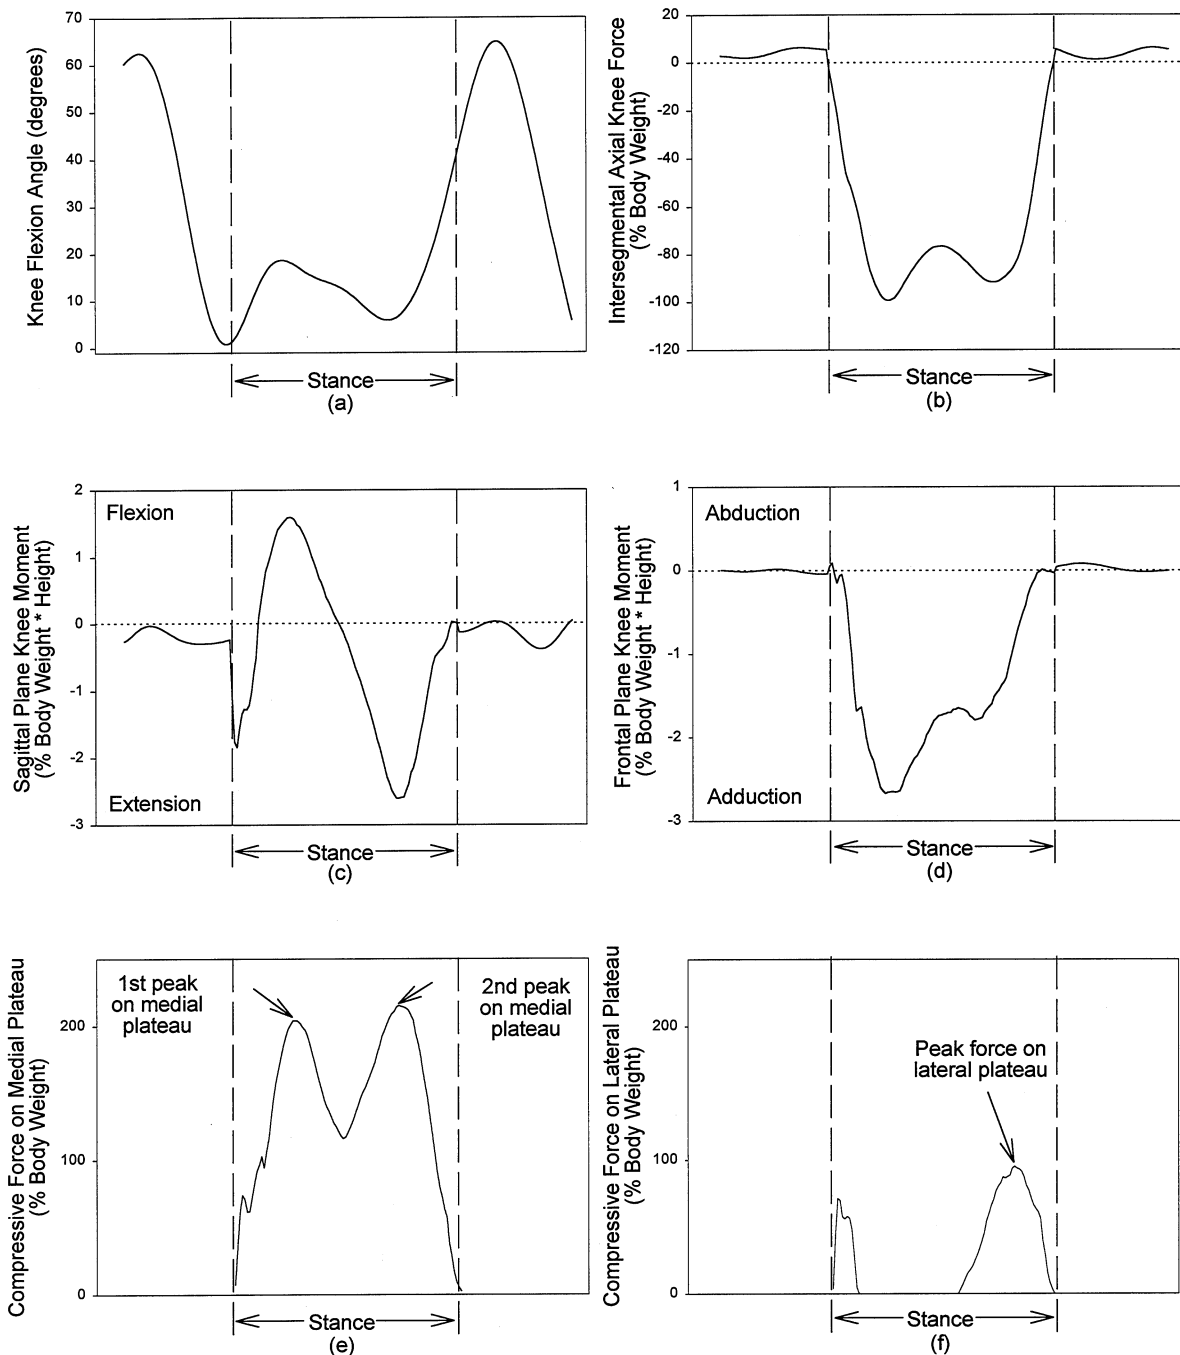 Knee Flexion Angle (degrees)
70
60
50
40
30
20
10
0
Stance
(a)
Intersegmental Axial Knee Force
(% Body Weight)
20
0
-20
-40
-60
-80
-100
-120
Stance
(b)
Sagittal Plane Knee Moment
(% Body Weight * Height)
2
1
0
-1
-2
-3
Flexion
Extension
Stance
(c)
Frontal Plane Knee Moment
(% Body Weight * Height)
1
0
-1
-2
-3
Abduction
Adduction
Stance
(d)
Compressive Force on Medial Plateau
(% Body Weight)
200
100
0
1st peak
on medial
plateau
2nd peak
on medial
plateau
Stance
(e)
Compressive Force on Lateral Plateau
(% Body Weight)
200
100
0
Peak force on
lateral plateau
Stance
(f)